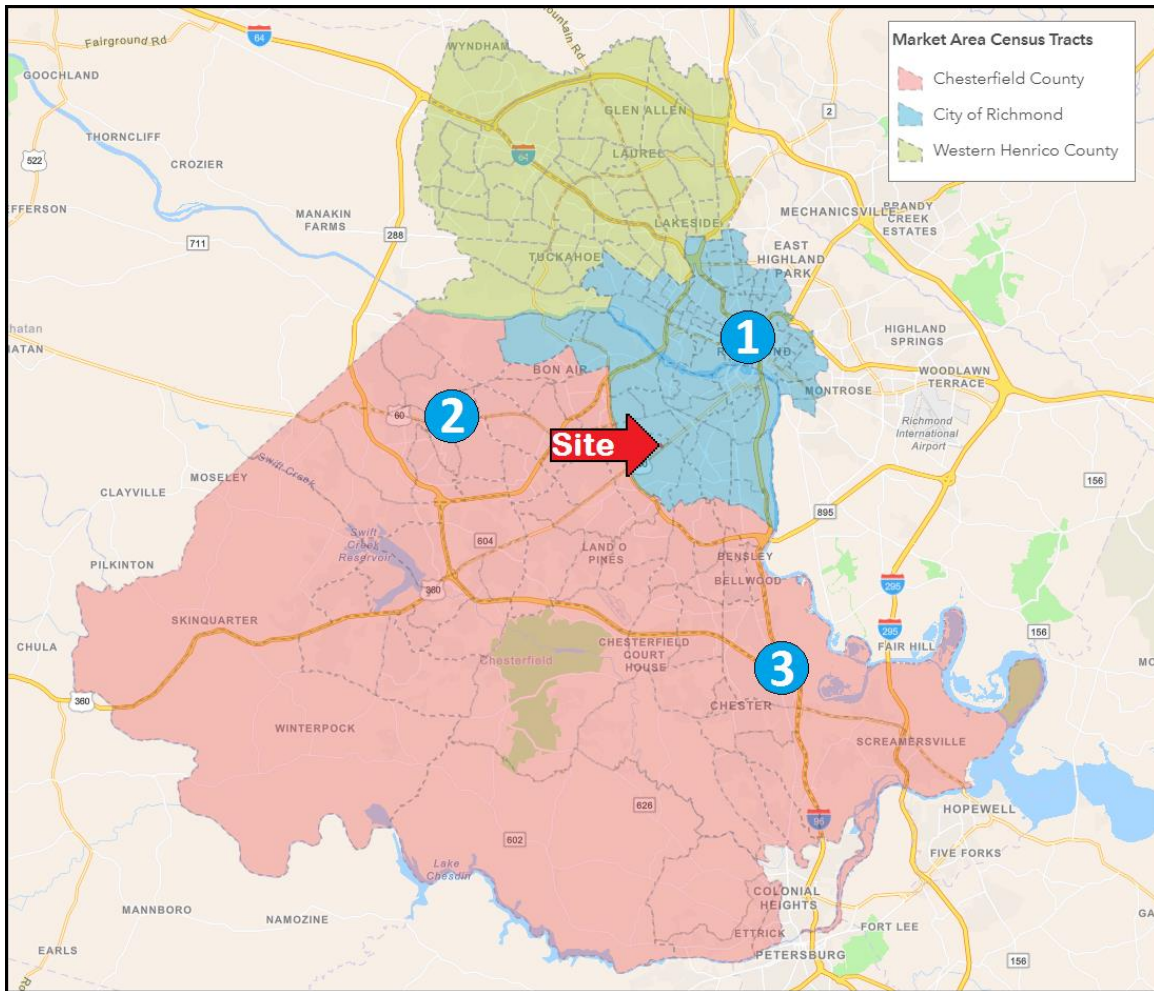 Market Area Census Tracts
Chesterfield County
City of Richmond
Western Henrico County
Fairground Rd
64
WYNDHAM
GOOCHLAND
GLEN ALLEN
2
THORNCLIFF
522
CROZIER
64
LAUREL
MANAKIN
FARMS
LAKESIDE
MECHANICSVILLE
BRANDY
CREEK
ESTATES
711
288
TUCKAHOE
EAST
HIGHLAND
PARK
1
HIGHLAND
SPRINGS
BON AIR
MONTROSE
WOODLAWN
TERRACE
60
2
Site
Richmond
International
Airport
MOSELEY
Swift Creek
CLAYVILLE
156
895
Swift
Creek
Reservoir
604
LAND O
PINES
BENSLEY
BELLWOOD
PILKINTON
360
295
SKINQUARTER
CHULA
295
156
FAIR HILL
CHESTERFIELD
COURT
HOUSE
Chesterfield
3
360
CHESTER
WINTERPOCK
SCREAMERSVILLE
626
HOPEWELL
95
602
FIVE FORKS
Lake
Chesdin
MANNBORO
NAMOZINE
COLONIAL
HEIGHTS
ETTRICK
FORT LEE
EARLS
PETERSBURG
156